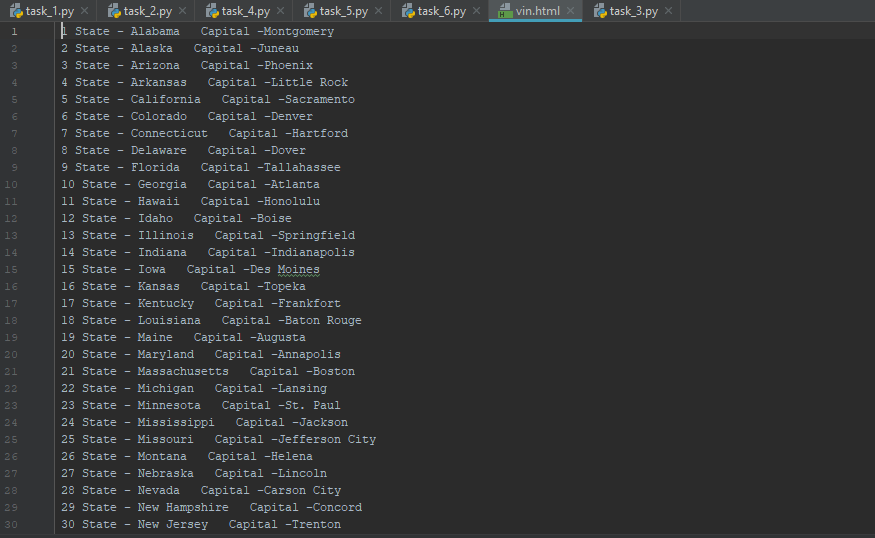 task_1.py task_2.py task_4.py task_5.py task_6.py vin.html task_3.py
1 1 State - Alabama   Capital -Montgomery
2 2 State - Alaska   Capital -Juneau
3 3 State - Arizona   Capital -Phoenix
4 4 State - Arkansas   Capital -Little Rock
5 5 State - California   Capital -Sacramento
6 6 State - Colorado   Capital -Denver
7 7 State - Connecticut   Capital -Hartford
8 8 State - Delaware   Capital -Dover
9 9 State - Florida   Capital -Tallahassee
10 10 State - Georgia   Capital -Atlanta
11 11 State - Hawaii   Capital -Honolulu
12 12 State - Idaho   Capital -Boise
13 13 State - Illinois   Capital -Springfield
14 14 State - Indiana   Capital -Indianapolis
15 15 State - Iowa   Capital -Des Moines
16 16 State - Kansas   Capital -Topeka
17 17 State - Kentucky   Capital -Frankfort
18 18 State - Louisiana   Capital -Baton Rouge
19 19 State - Maine   Capital -Augusta
20 20 State - Maryland   Capital -Annapolis
21 21 State - Massachusetts   Capital -Boston
22 22 State - Michigan   Capital -Lansing
23 23 State - Minnesota   Capital -St. Paul
24 24 State - Mississippi   Capital -Jackson
25 25 State - Missouri   Capital -Jefferson City
26 26 State - Montana   Capital -Helena
27 27 State - Nebraska   Capital -Lincoln
28 28 State - Nevada   Capital -Carson City
29 29 State - New Hampshire   Capital -Concord
30 30 State - New Jersey   Capital -Trenton